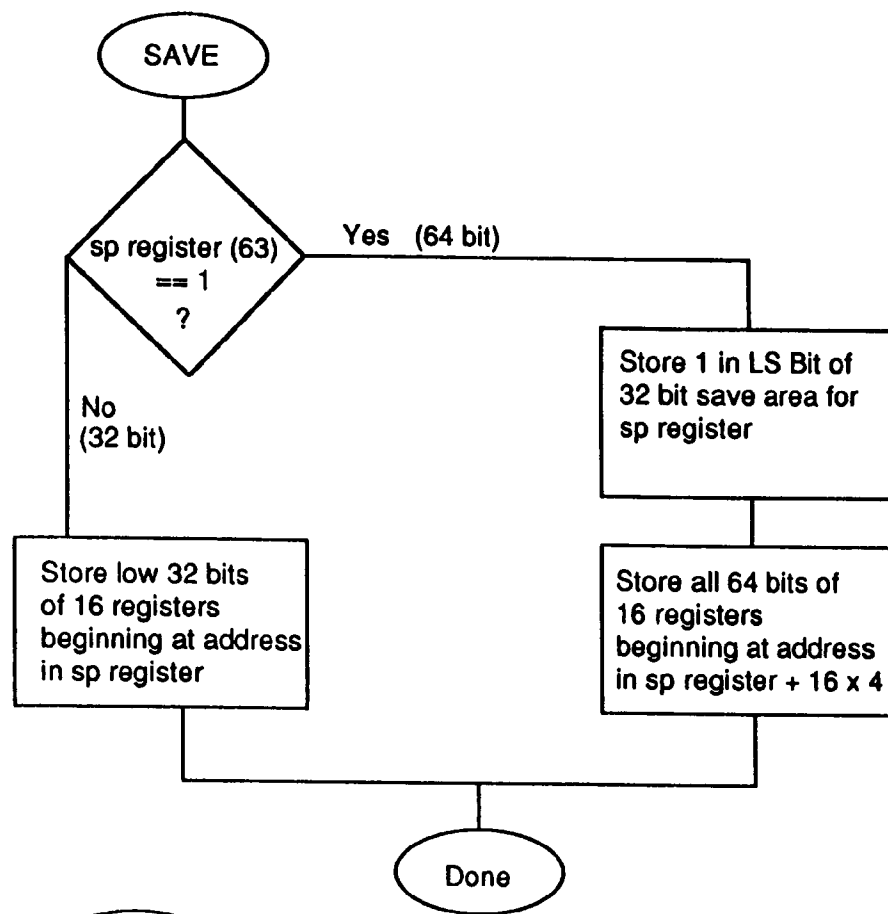 SAVE
sp register (63)
== 1
?
Yes (64 bit)
No
(32 bit)
Store 1 in LS Bit of
32 bit save area for
sp register
Store low 32 bits
of 16 registers
beginning at address
in sp register
Store all 64 bits of
16 registers
beginning at address
in sp register + 16 x 4
Done